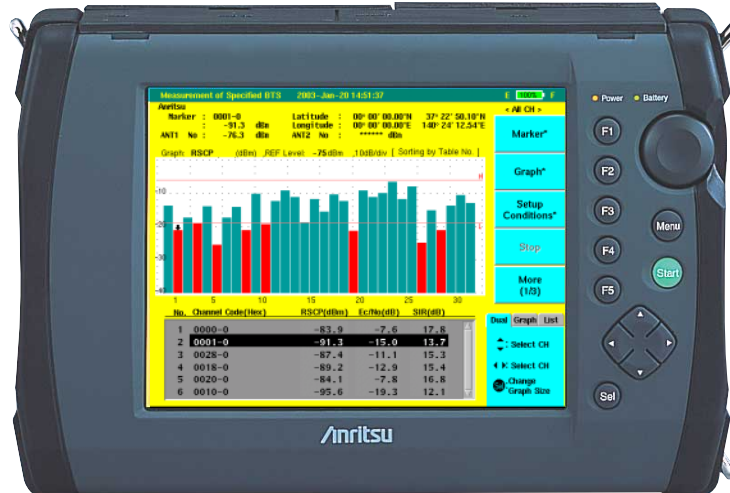 Measurement of Specified BTS 2003-Jan-20 14:51:37 E 100% F
Anritsu
Marker : 0001-0 Latitude : 00° 00' 00.00"N 37° 22' 50.10"N
: -91.3 dBm Longitude : 00° 00' 00.00"E 140° 24' 12.54"E
ANT1 No : -76.3 dBm ANT2 No : ****** dBm
Graph: RSCP (dBm) ,REF Level: -75dBm ,10dB/div [ Sorting by Table No. ]
H
-10
-20
L
-30
-40
1 5 10 15 20 25 30
No. Channel Code(Hex) RSCP(dBm) Ec/No(dB) SIR(dB)
1 0000-0 -83.9 -7.6 17.8
2 0001-0 -91.3 -15.0 13.7
3 0028-0 -87.4 -11.1 15.3
4 0018-0 -89.2 -12.9 15.4
5 0020-0 -84.1 -7.8 16.8
6 0010-0 -95.6 -19.3 12.1
< All CH >
Marker*
Graph*
Setup
Conditions*
Stop
More
(1/3)
Dual Graph List
: Select CH
: Select CH
Sel :Change
Graph Size
Power Battery
F1
F2
F3
F4
F5
Menu
Start
Sel
Anritsu